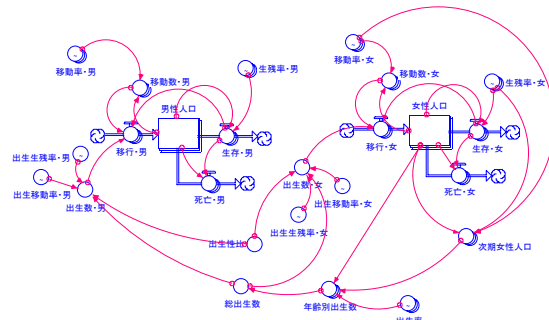 移動率・男
移動数・男
生残率・男
男性人口
移行・男
生存・男
死亡・男
出生生残率・男
出生移動率・男
出生数・男
移動率・女
移動数・女
生残率・女
女性人口
移行・女
生存・女
死亡・女
出生数・女
出生移動率・女
出生生残率・女
出生性比
次期女性人口
総出生数
年齢別出生数
出生率